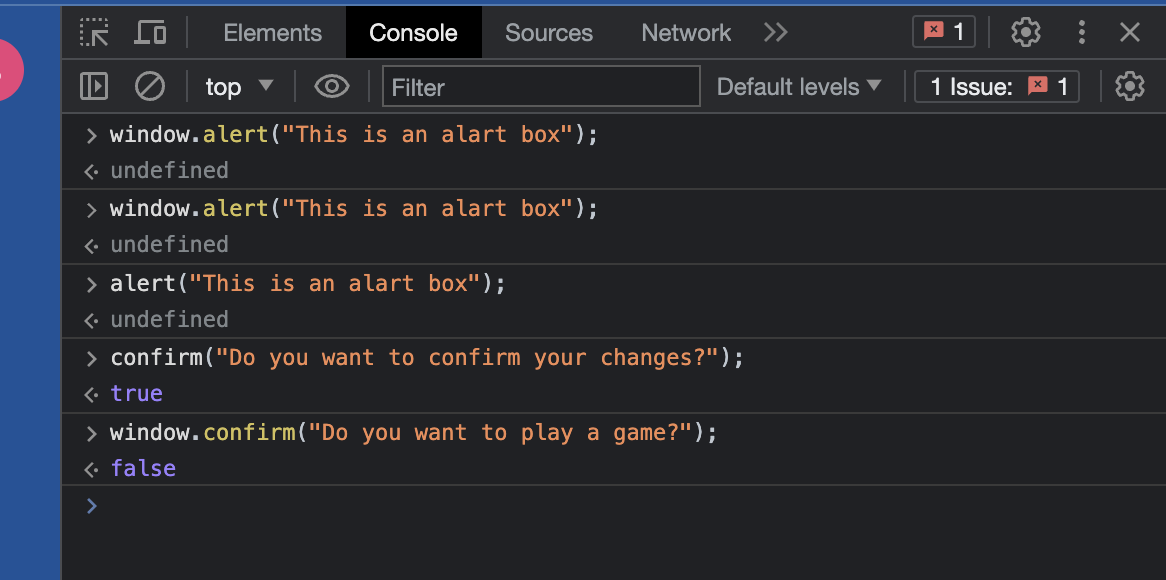 Elements Console Sources Network 1
top Filter Default levels 1 Issue: 1
window.alert("This is an alart box");
undefined
window.alert("This is an alart box");
undefined
alert("This is an alart box");
undefined
confirm("Do you want to confirm your changes?");
true
window.confirm("Do you want to play a game?");
false